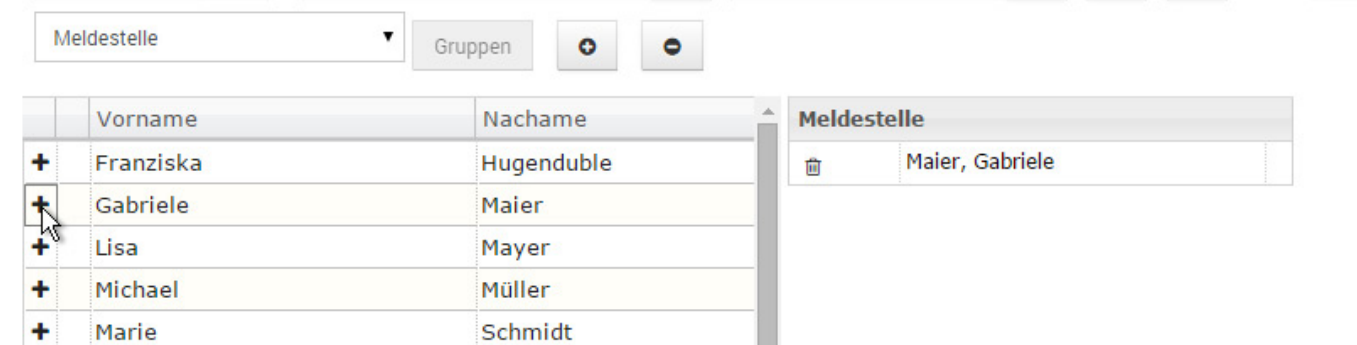 Meldestelle
Gruppen
Vorname Nachame
Franziska Hugenduble
Gabriele Maier
Lisa Mayer
Michael Müller
Marie Schmidt
Meldestelle
Maier, Gabriele